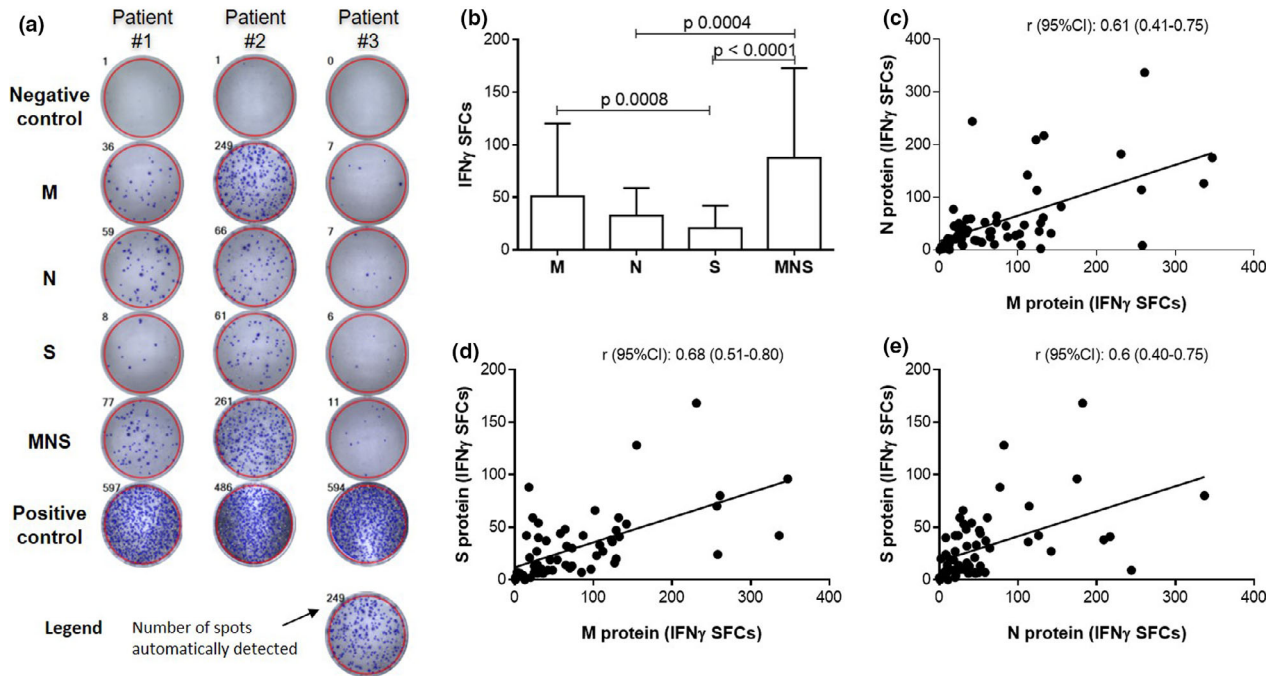 (a)
Patient #1
Patient #2
Patient #3
Negative control
1
1
0
M
36
249
7
N
59
66
7
S
8
61
6
MNS
77
261
11
Positive control
597
486
594
Legend
Number of spots automatically detected
249
(b)
p 0.0004
p < 0.0001
p 0.0008
IFNγ SFCs
200
150
100
50
0
M N S MNS
(c)
r (95%CI): 0.61 (0.41-0.75)
N protein (IFNγ SFCs)
400
300
200
100
0
0 100 200 300 400
M protein (IFNγ SFCs)
(d)
r (95%CI): 0.68 (0.51-0.80)
S protein (IFNγ SFCs)
200
150
100
50
0
0 100 200 300 400
M protein (IFNγ SFCs)
(e)
r (95%CI): 0.6 (0.40-0.75)
S protein (IFNγ SFCs)
200
150
100
50
0
0 100 200 300 400
N protein (IFNγ SFCs)